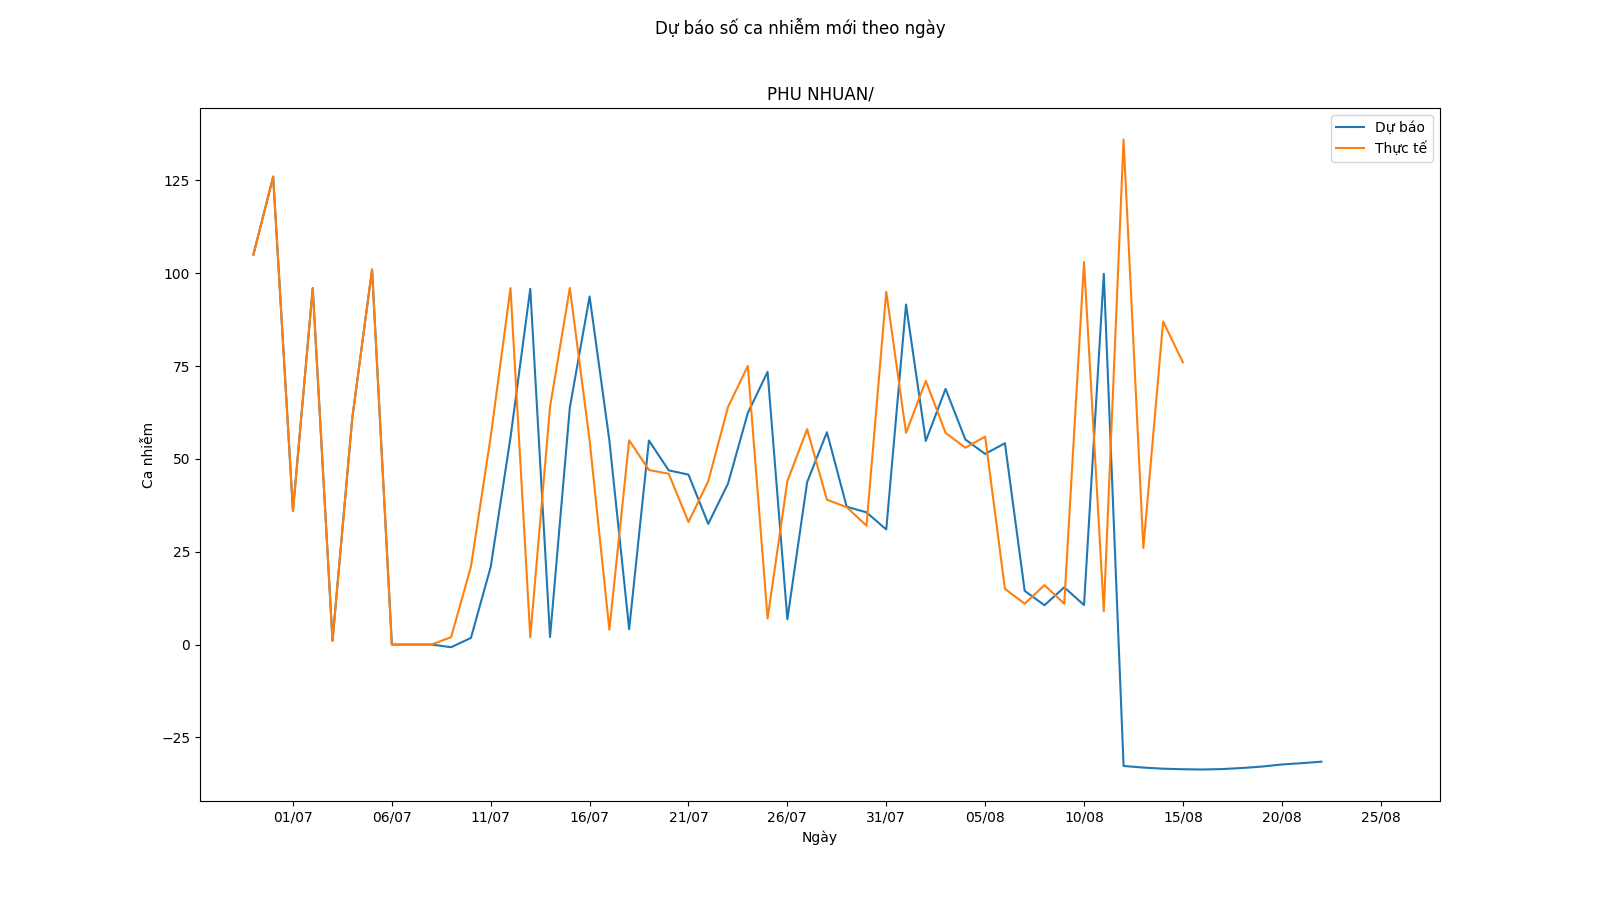 Dự báo số ca nhiễm mới theo ngày
PHU NHUAN/
Dự báo
Thực tế
125
100
75
50
25
0
−25
Ca nhiễm
01/07 06/07 11/07 16/07 21/07 26/07 31/07 05/08 10/08 15/08 20/08 25/08
Ngày